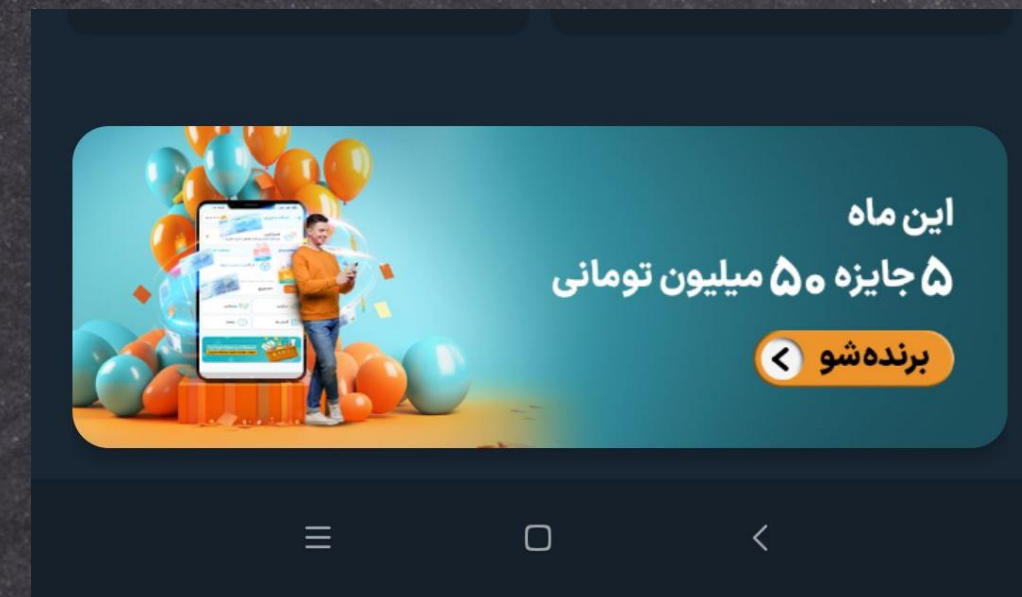 این ماه
۵ جایزه ۵۰ میلیون تومانی
برنده‌شو